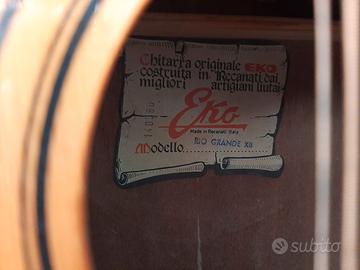 Chitarra originale EKO
costruita in Recanati dai
migliori artigiani liutai
Eko
Made in Recanati Italy
Modello RIO GRANDE XII
subito